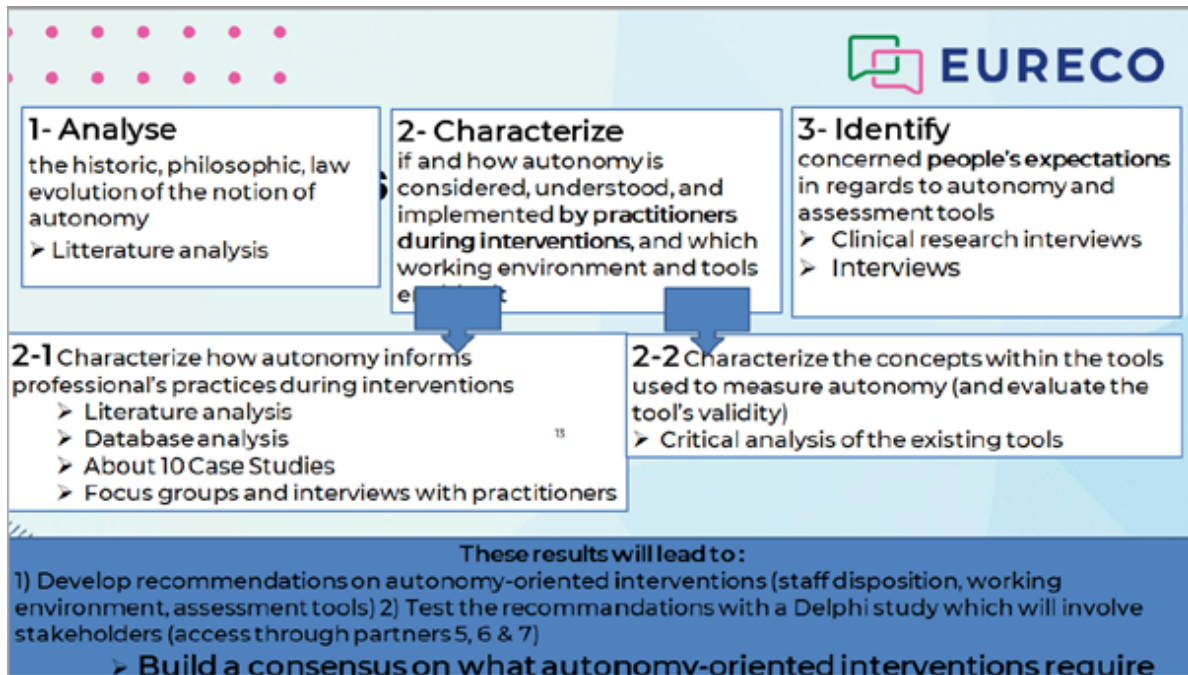 EURECO
1- Analyse
the historic, philosophic, law
evolution of the notion of
autonomy
➢ Litterature analysis
s
2- Characterize
if and how autonomy is
considered, understood, and
implemented by practitioners
during interventions, and which
working environment and tools
3- Identify
concerned people's expectations
in regards to autonomy and
assessment tools
➢ Clinical research interviews
➢ Interviews
2-1 Characterize how autonomy informs
professional's practices during interventions
➢ Literature analysis
➢ Database analysis
➢ About 10 Case Studies
➢ Focus groups and interviews with practitioners
13
2-2 Characterize the concepts within the tools
used to measure autonomy (and evaluate the
tool's validity)
➢ Critical analysis of the existing tools
These results will lead to :
1) Develop recommendations on autonomy-oriented interventions (staff disposition, working
environment, assessment tools) 2) Test the recommandations with a Delphi study which will involve
stakeholders (access through partners 5, 6 & 7)
➢ Build a consensus on what autonomy-oriented interventions require